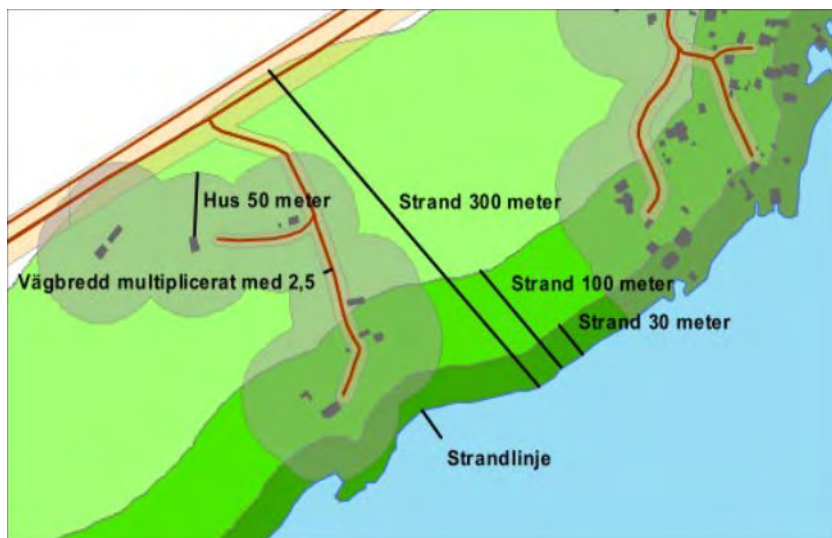 Hus 50 meter
Strand 300 meter
Vägbredd multiplicerat med 2,5
Strand 100 meter
Strand 30 meter
Strandlinje